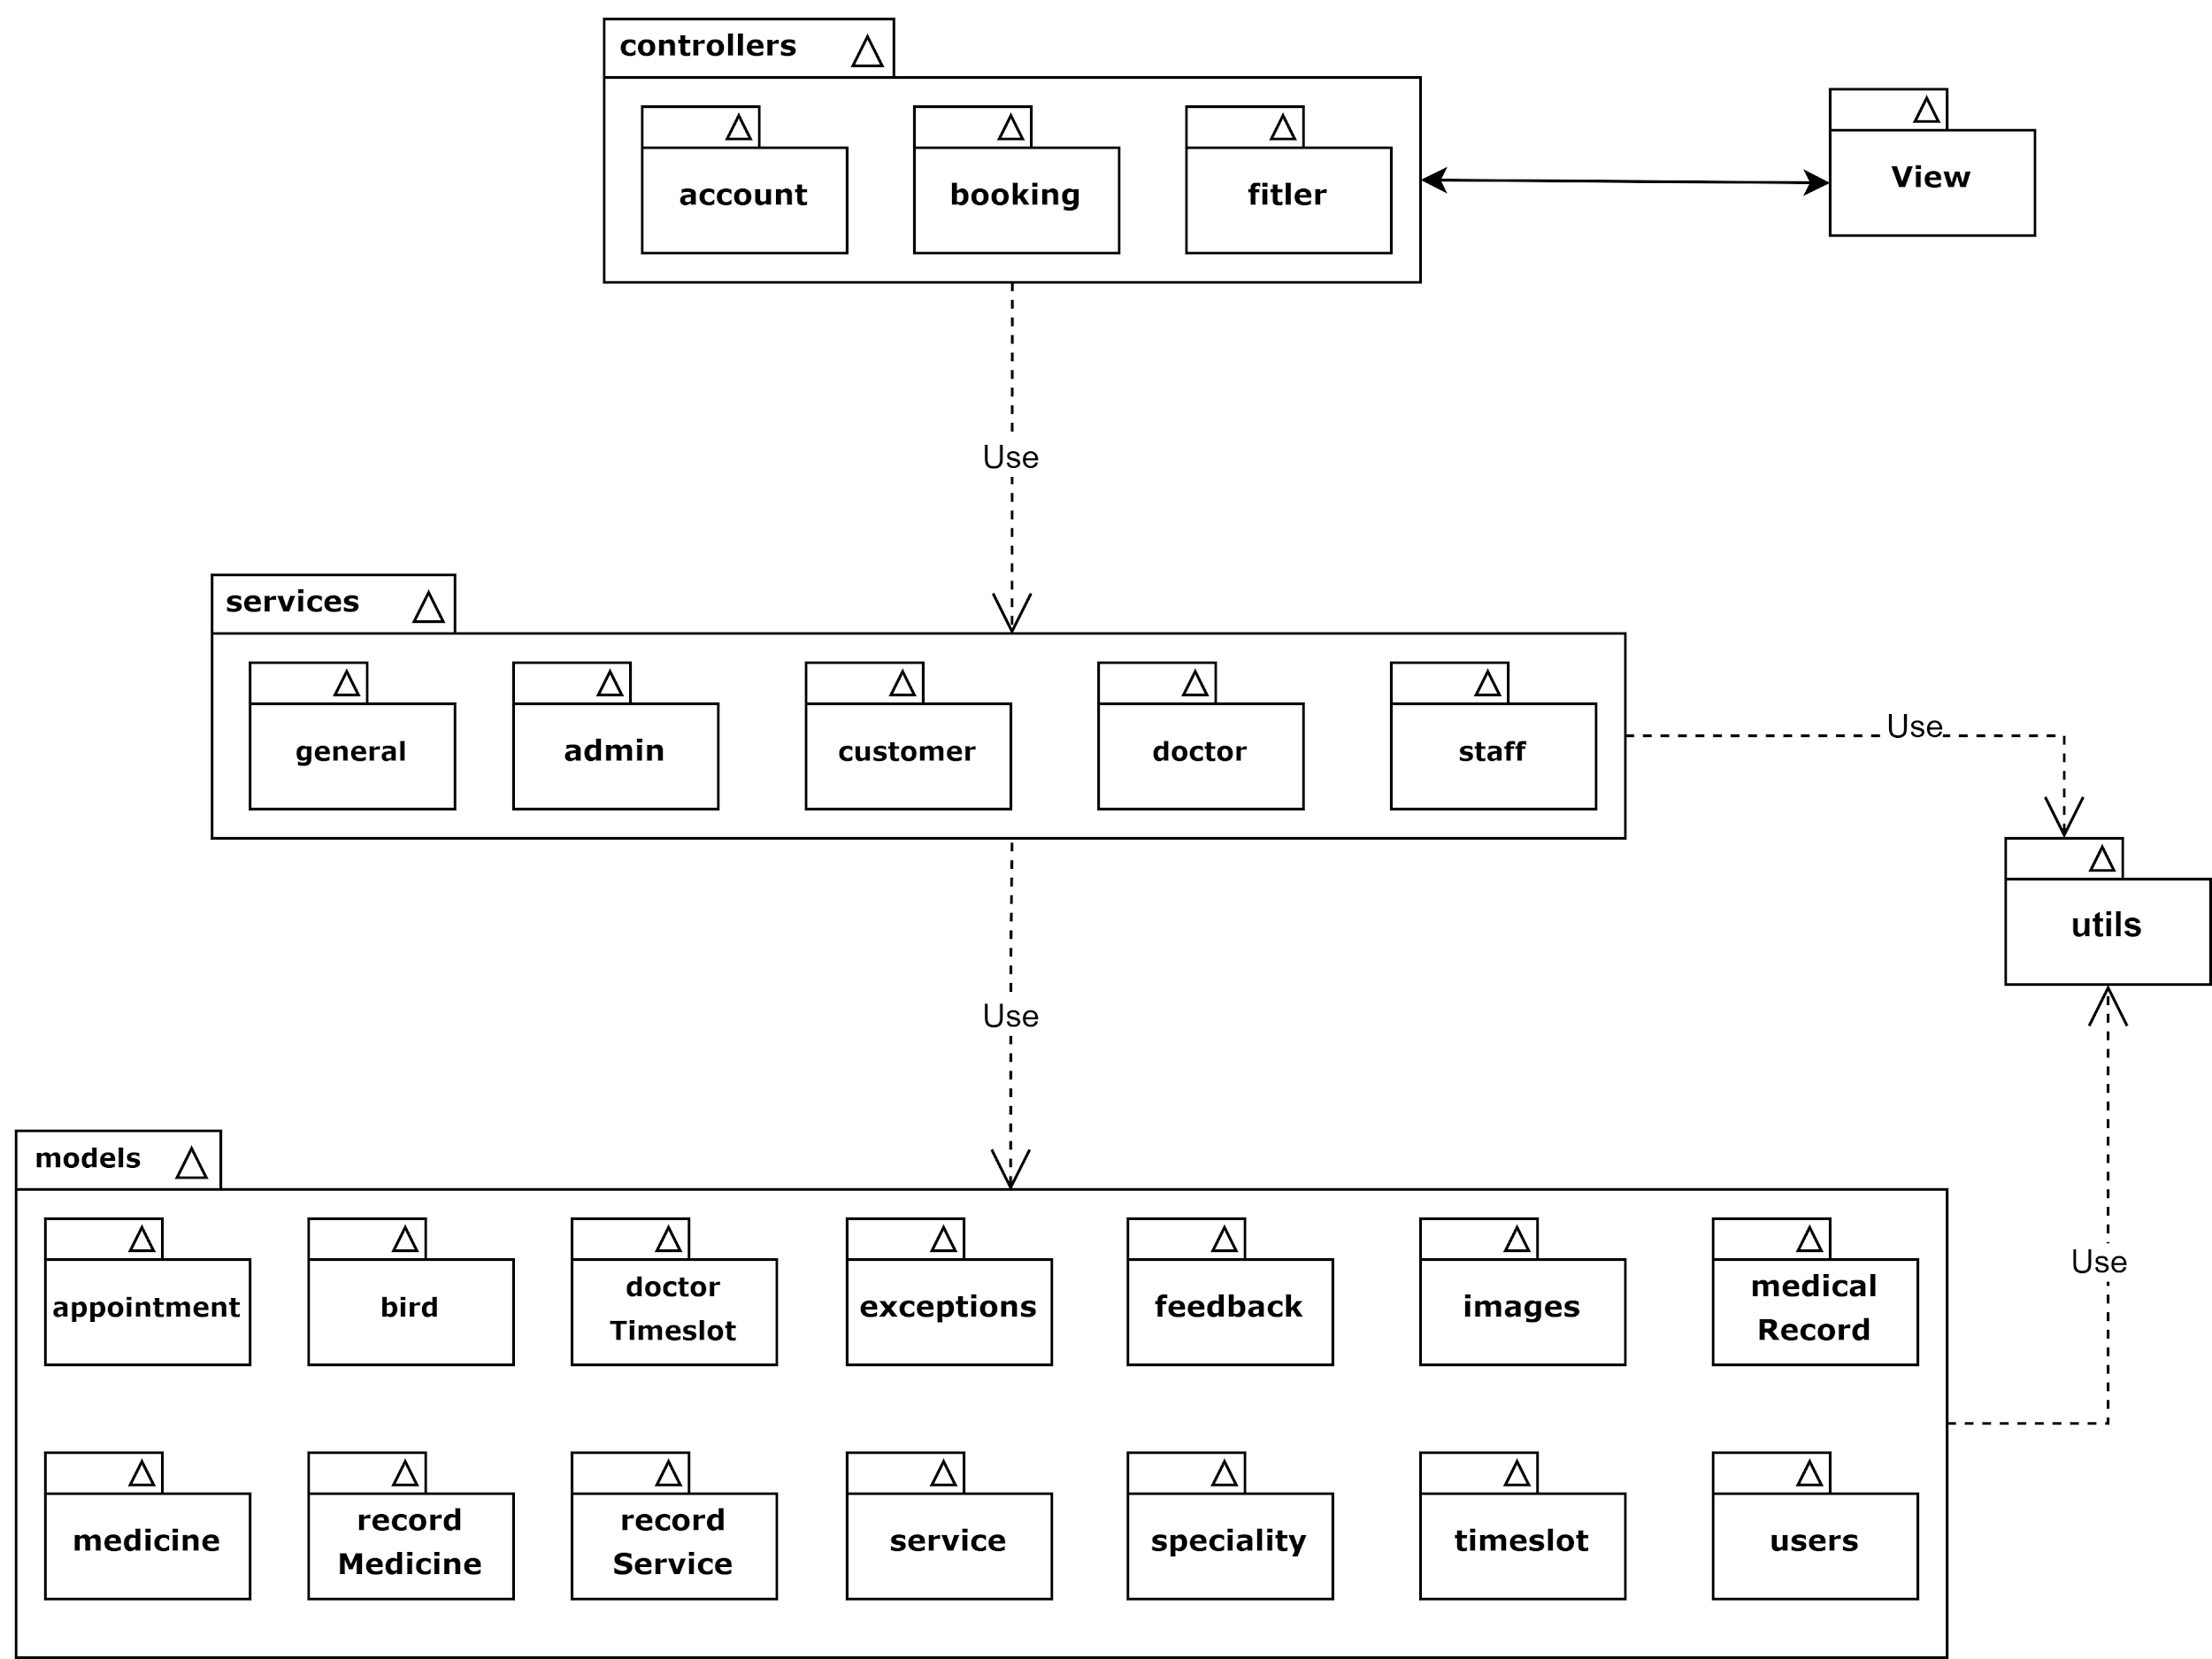 controllers
account
booking
fitler
View
Use
services
general
admin
customer
doctor
staff
Use
utils
Use
models
appointment
bird
doctor
Timeslot
exceptions
feedback
images
medical
Record
Use
medicine
record
Medicine
record
Service
service
speciality
timeslot
users